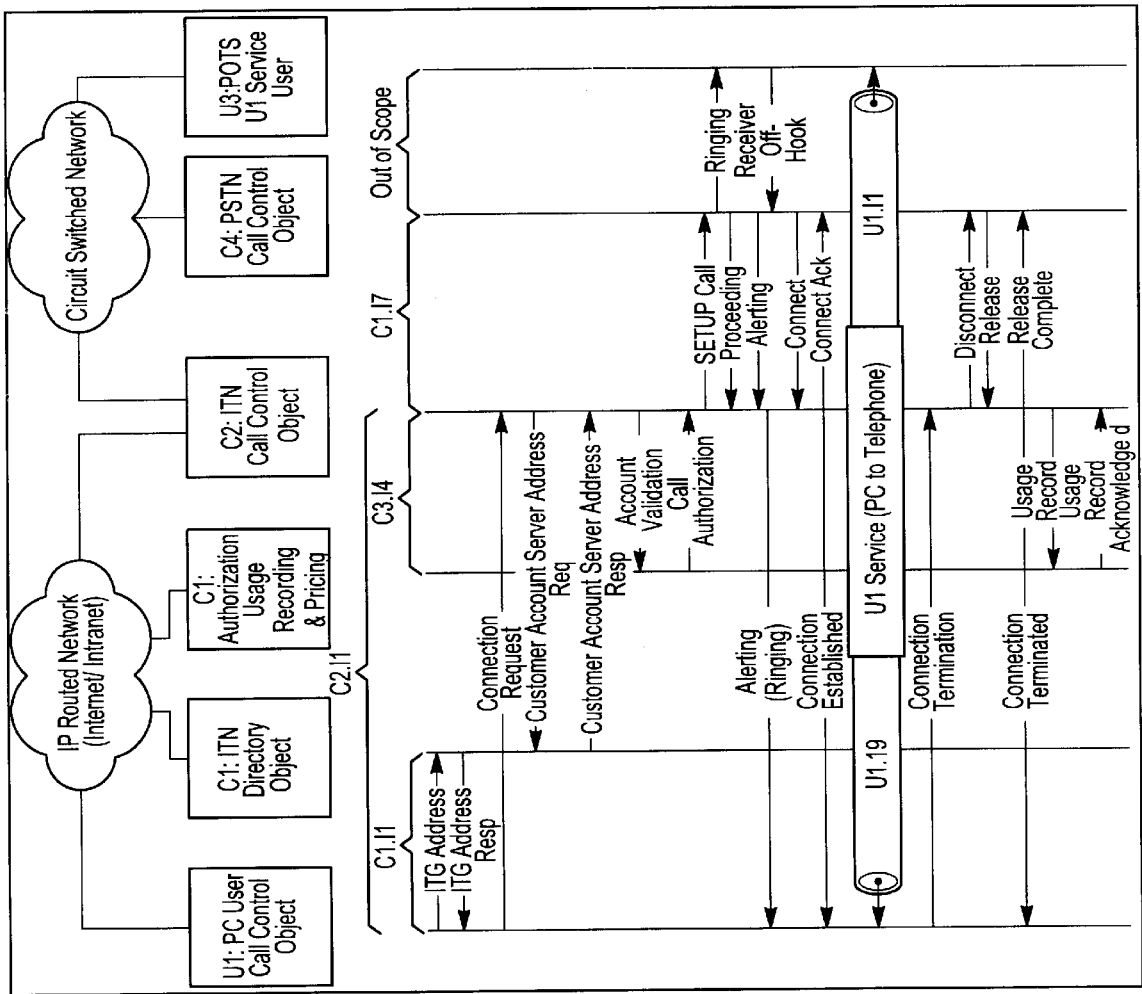 IP Routed Network
(Internet/ Intranet)
Circuit Switched Network
U1: PC User
Call Control
Object
C1: ITN
Directory
Object
C1:
Authorization
Usage
Recording
& Pricing
C2: ITN
Call Control
Object
C4: PSTN
Call Control
Object
U3:POTS
U1 Service
User
C2.I1
C1.I1
C3.I4
C1.I7
Out of Scope
ITG Address
ITG Address
Resp
Connection
Request
Customer Account Server Address
Req
Customer Account Server Address
Resp
Account
Validation
Call
Authorization
SETUP Call
Proceeding
Alerting
Ringing
Receiver
Off-
Hook
Alerting
(Ringing)
Connect
Connection
Established
Connect Ack
U1.19
U1 Service (PC to Telephone)
U1.I1
Connection
Termination
Disconnect
Release
Connection
Terminated
Release
Complete
Usage
Record
Usage
Record
Acknowledge d